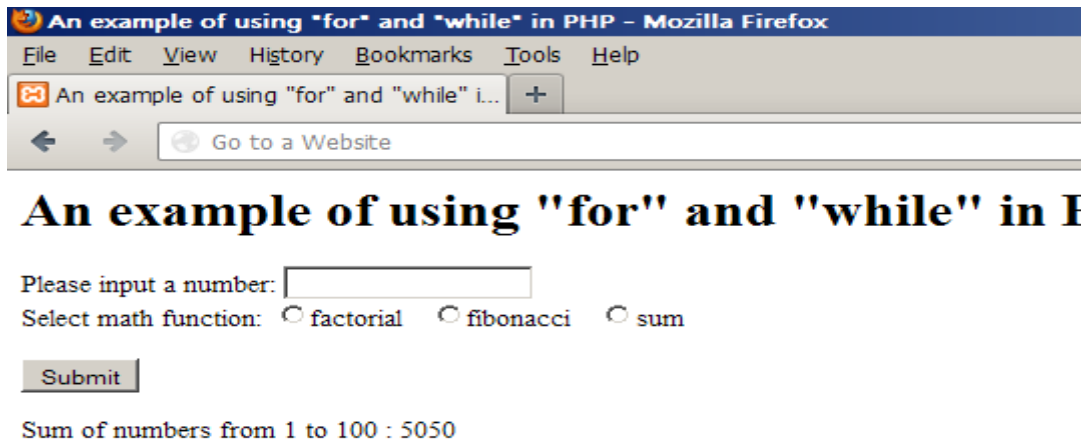 An example of using "for" and "while" in PHP - Mozilla Firefox
File Edit View History Bookmarks Tools Help
An example of using "for" and "while" i... +
Go to a Website
An example of using "for" and "while" in
Please input a number:
Select math function: factorial fibonacci sum
Submit
Sum of numbers from 1 to 100 : 5050